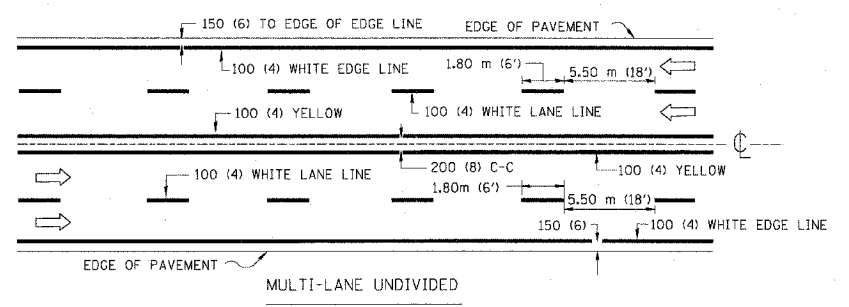 150 (6) TO EDGE OF EDGE LINE
EDGE OF PAVEMENT
100 (4) WHITE EDGE LINE
1.80 m (6')
5.50 m (18')
100 (4) YELLOW
100 (4) WHITE LANE LINE
CL
100 (4) WHITE LANE LINE
200 (8) C-C
100 (4) YELLOW
1.80m (6')
5.50 m (18')
150 (6)
100 (4) WHITE EDGE LINE
EDGE OF PAVEMENT
MULTI-LANE UNDIVIDED